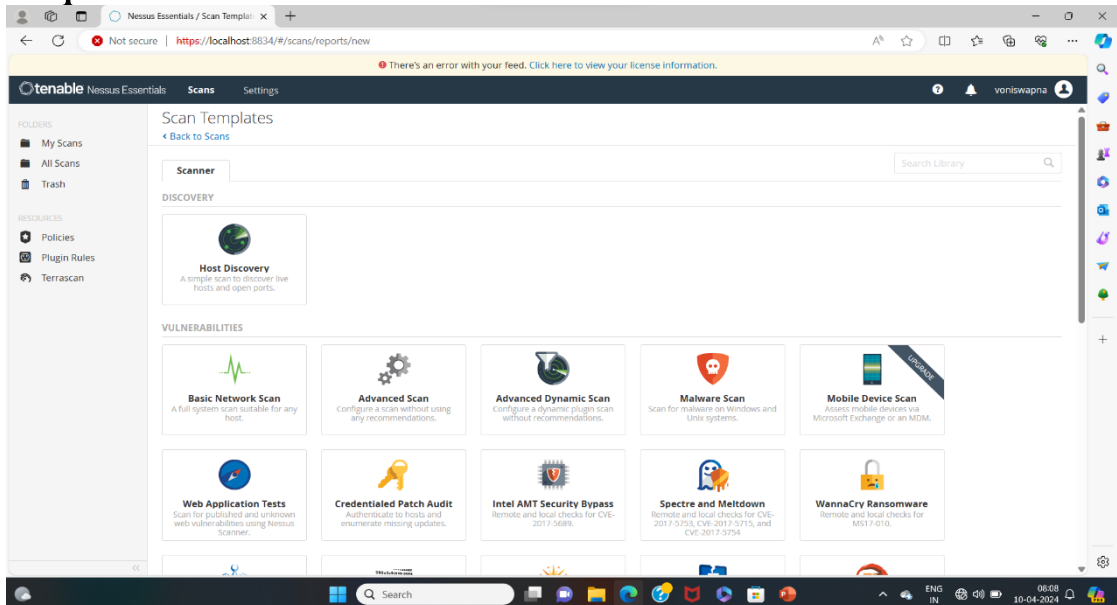 Nessus Essentials / Scan Templat
Not secure | https://localhost:8834/#/scans/reports/new
There's an error with your feed. Click here to view your license information.
tenable Nessus Essentials Scans Settings voniswapna
FOLDERS
My Scans
All Scans
Trash
RESOURCES
Policies
Plugin Rules
Terrascan
Scan Templates
Back to Scans
Scanner
Search Library
DISCOVERY
Host Discovery
A simple scan to discover live
hosts and open ports.
VULNERABILITIES
Basic Network Scan
A full system scan suitable for any
host.
Advanced Scan
Configure a scan without using
any recommendations.
Advanced Dynamic Scan
Configure a dynamic plugin scan
without recommendations.
Malware Scan
Scan for malware on Windows and
Unix systems.
UPGRADE
Mobile Device Scan
Assess mobile devices via
Microsoft Exchange or an MDM.
Web Application Tests
Scan for published and unknown
web vulnerabilities using Nessus
Scanner.
Credentialed Patch Audit
Authenticate to hosts and
enumerate missing updates.
Intel AMT Security Bypass
Remote and local checks for CVE-
2017-5689.
Spectre and Meltdown
Remote and local checks for CVE-
2017-5753, CVE-2017-5715, and
CVE-2017-5754
WannaCry Ransomware
Remote and local checks for
MS17-010.
Search
ENG
IN
08:08
10-04-2024